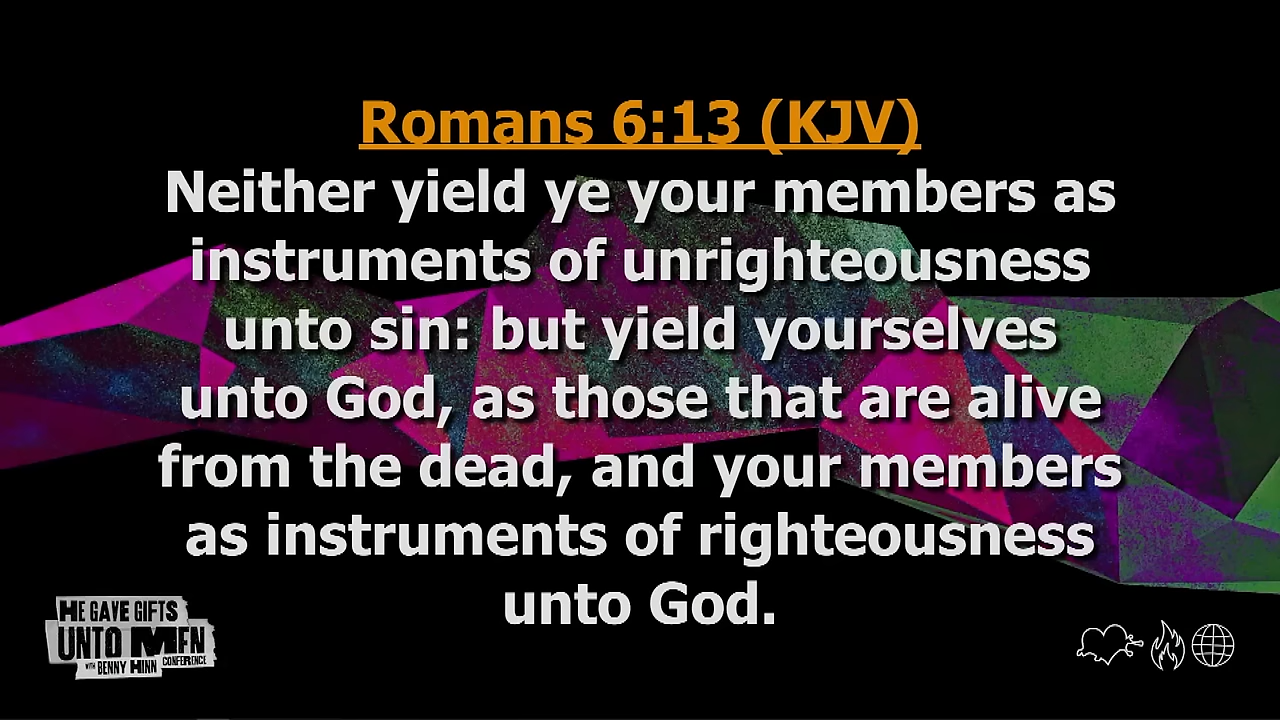 Romans 6:13 (KJV)
Neither yield ye your members as
instruments of unrighteousness
unto sin: but yield yourselves
unto God, as those that are alive
from the dead, and your members
as instruments of righteousness
unto God.
HE GAVE GIFTS
UNTO MEN
WITH BENNY HINN CONFERENCE